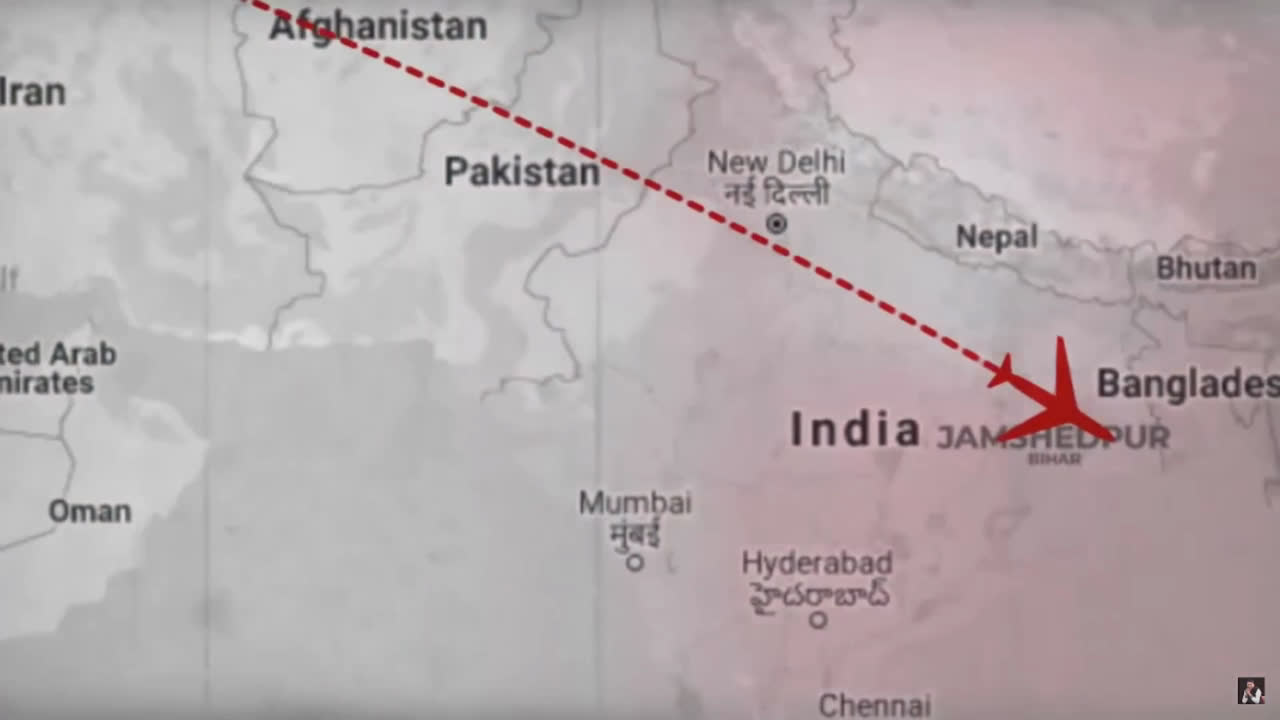 Afghanistan
Iran
Pakistan
New Delhi
नई दिल्ली
Nepal
Bhutan
lf
ted Arab
mirates
Banglades
India
JAMSHEDPUR
BIHAR
Mumbai
मुंबई
Oman
Hyderabad
హైదరాబాద్
Chennai